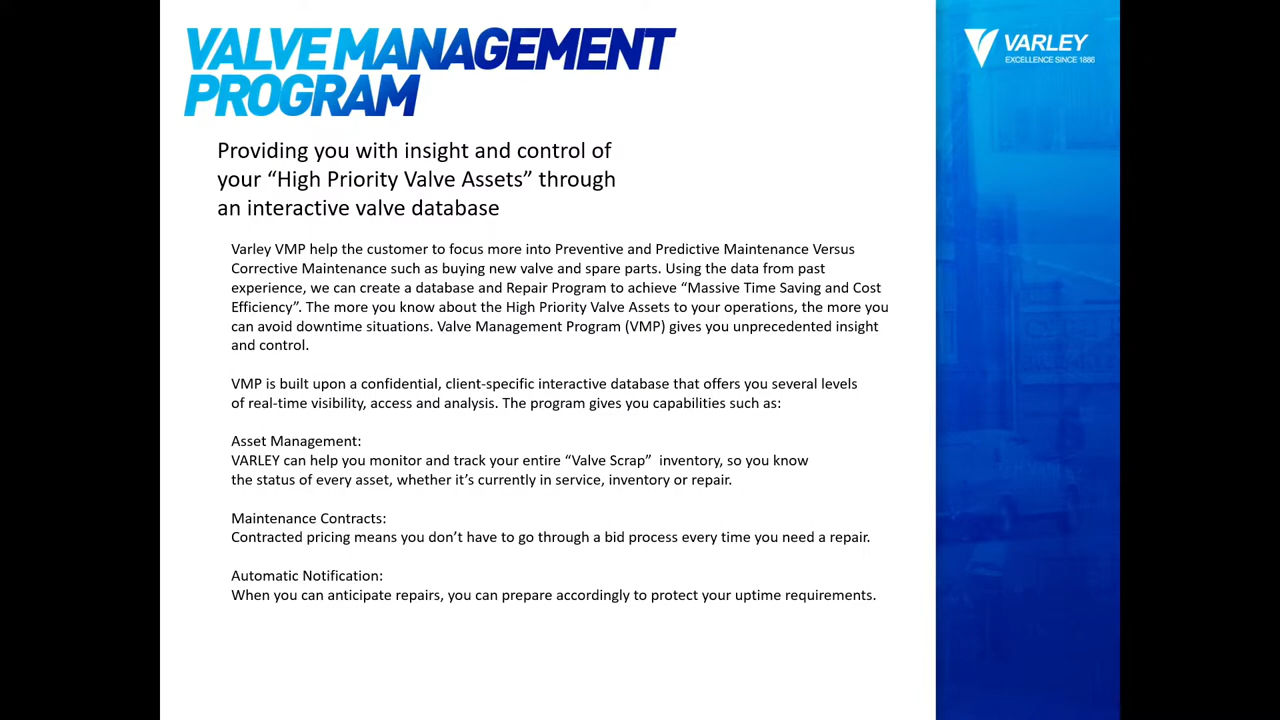 VALVE MANAGEMENT
PROGRAM
VARLEY
EXCELLENCE SINCE 1886
Providing you with insight and control of
your “High Priority Valve Assets” through
an interactive valve database
Varley VMP help the customer to focus more into Preventive and Predictive Maintenance Versus
Corrective Maintenance such as buying new valve and spare parts. Using the data from past
experience, we can create a database and Repair Program to achieve “Massive Time Saving and Cost
Efficiency”. The more you know about the High Priority Valve Assets to your operations, the more you
can avoid downtime situations. Valve Management Program (VMP) gives you unprecedented insight
and control.
VMP is built upon a confidential, client-specific interactive database that offers you several levels
of real-time visibility, access and analysis. The program gives you capabilities such as:
Asset Management:
VARLEY can help you monitor and track your entire “Valve Scrap”  inventory, so you know
the status of every asset, whether it’s currently in service, inventory or repair.
Maintenance Contracts:
Contracted pricing means you don’t have to go through a bid process every time you need a repair.
Automatic Notification:
When you can anticipate repairs, you can prepare accordingly to protect your uptime requirements.